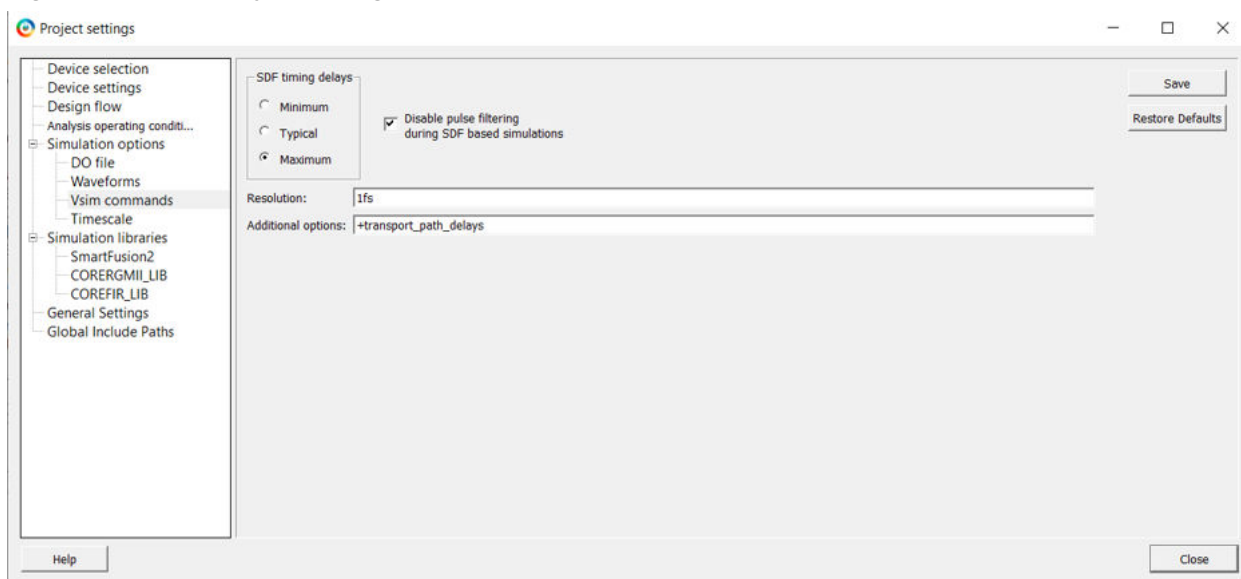 Project settings
Device selection
Device settings
Design flow
Analysis operating conditi...
Simulation options
DO file
Waveforms
Vsim commands
Timescale
Simulation libraries
SmartFusion2
CORERGMII_LIB
COREFIR_LIB
General Settings
Global Include Paths
SDF timing delays
Minimum
Typical
Maximum
Disable pulse filtering
during SDF based simulations
Resolution: 1fs
Additional options: +transport_path_delays
Save
Restore Defaults
Help
Close